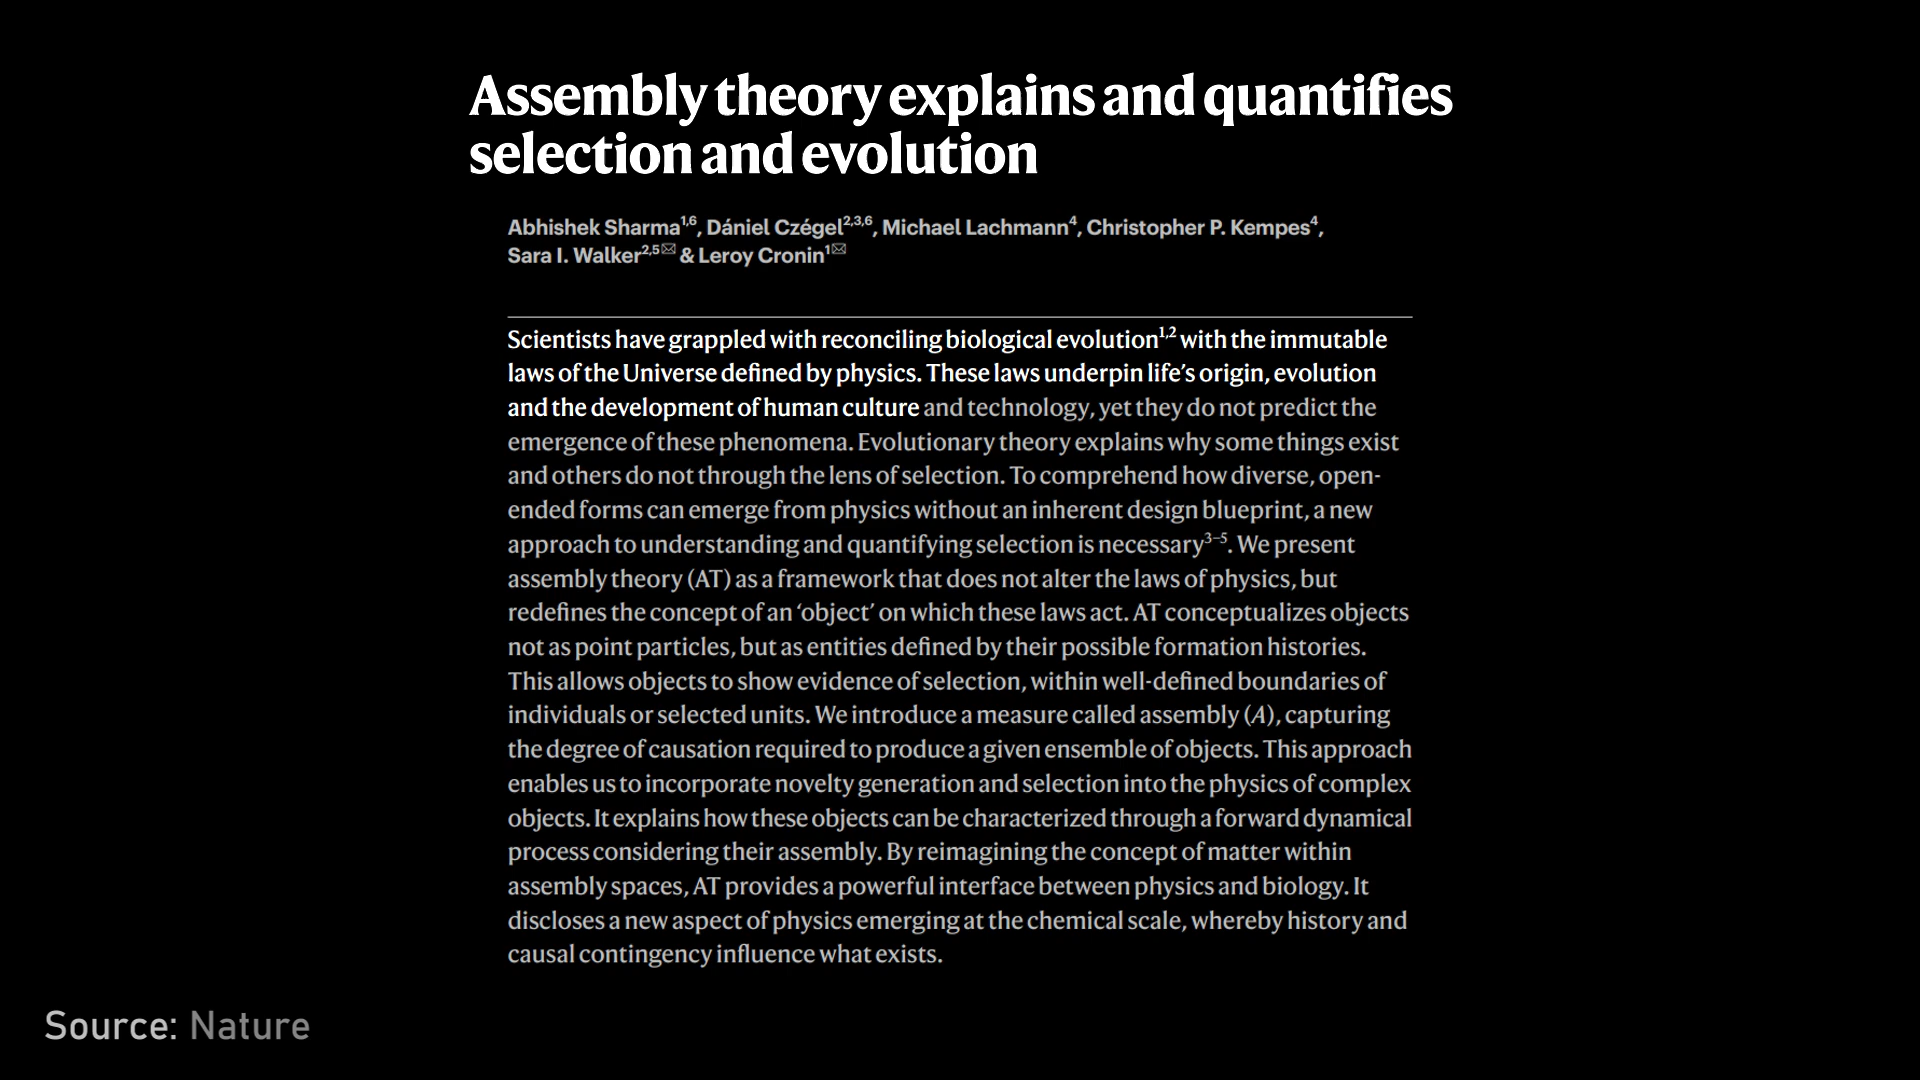 Assembly theory explains and quantifies
selection and evolution
Abhishek Sharma1,6, Dániel Czégel2,3,6, Michael Lachmann4, Christopher P. Kempes4,
Sara I. Walker2,5✉ & Leroy Cronin1✉
Scientists have grappled with reconciling biological evolution1,2 with the immutable
laws of the Universe defined by physics. These laws underpin life’s origin, evolution
and the development of human culture and technology, yet they do not predict the
emergence of these phenomena. Evolutionary theory explains why some things exist
and others do not through the lens of selection. To comprehend how diverse, open-
ended forms can emerge from physics without an inherent design blueprint, a new
approach to understanding and quantifying selection is necessary3–5. We present
assembly theory (AT) as a framework that does not alter the laws of physics, but
redefines the concept of an ‘object’ on which these laws act. AT conceptualizes objects
not as point particles, but as entities defined by their possible formation histories.
This allows objects to show evidence of selection, within well-defined boundaries of
individuals or selected units. We introduce a measure called assembly (A), capturing
the degree of causation required to produce a given ensemble of objects. This approach
enables us to incorporate novelty generation and selection into the physics of complex
objects. It explains how these objects can be characterized through a forward dynamical
process considering their assembly. By reimagining the concept of matter within
assembly spaces, AT provides a powerful interface between physics and biology. It
discloses a new aspect of physics emerging at the chemical scale, whereby history and
causal contingency influence what exists.
Source: Nature